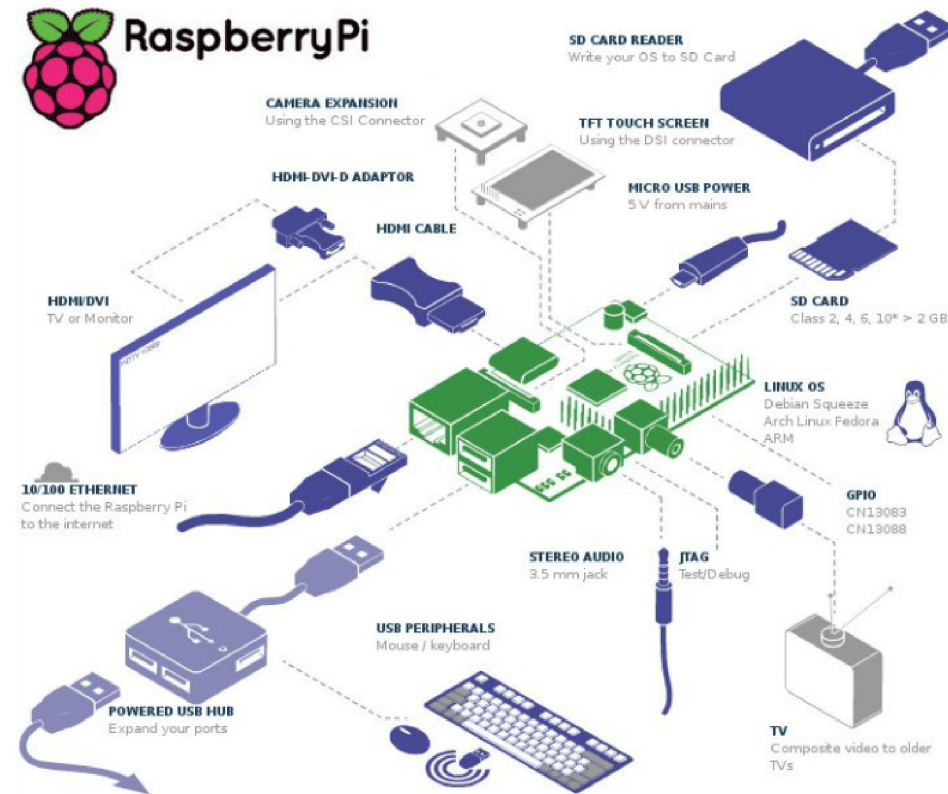 RaspberryPi
SD CARD READER
Write your OS to SD Card
CAMERA EXPANSION
Using the CSI Connector
TFT TOUCH SCREEN
Using the DSI connector
HDMI-DVI-D ADAPTOR
MICRO USB POWER
5 V from mains
HDMI CABLE
HDMI/DVI
TV or Monitor
SD CARD
Class 2, 4, 6, 10* > 2 GB
LINUX OS
Debian Squeeze
Arch Linux Fedora
ARM
10/100 ETHERNET
Connect the Raspberry Pi
to the internet
GPIO
CN13083
CN13088
STEREO AUDIO
3.5 mm jack
JTAG
Test/Debug
USB PERIPHERALS
Mouse / keyboard
POWERED USB HUB
Expand your ports
TV
Composite video to older
TVs